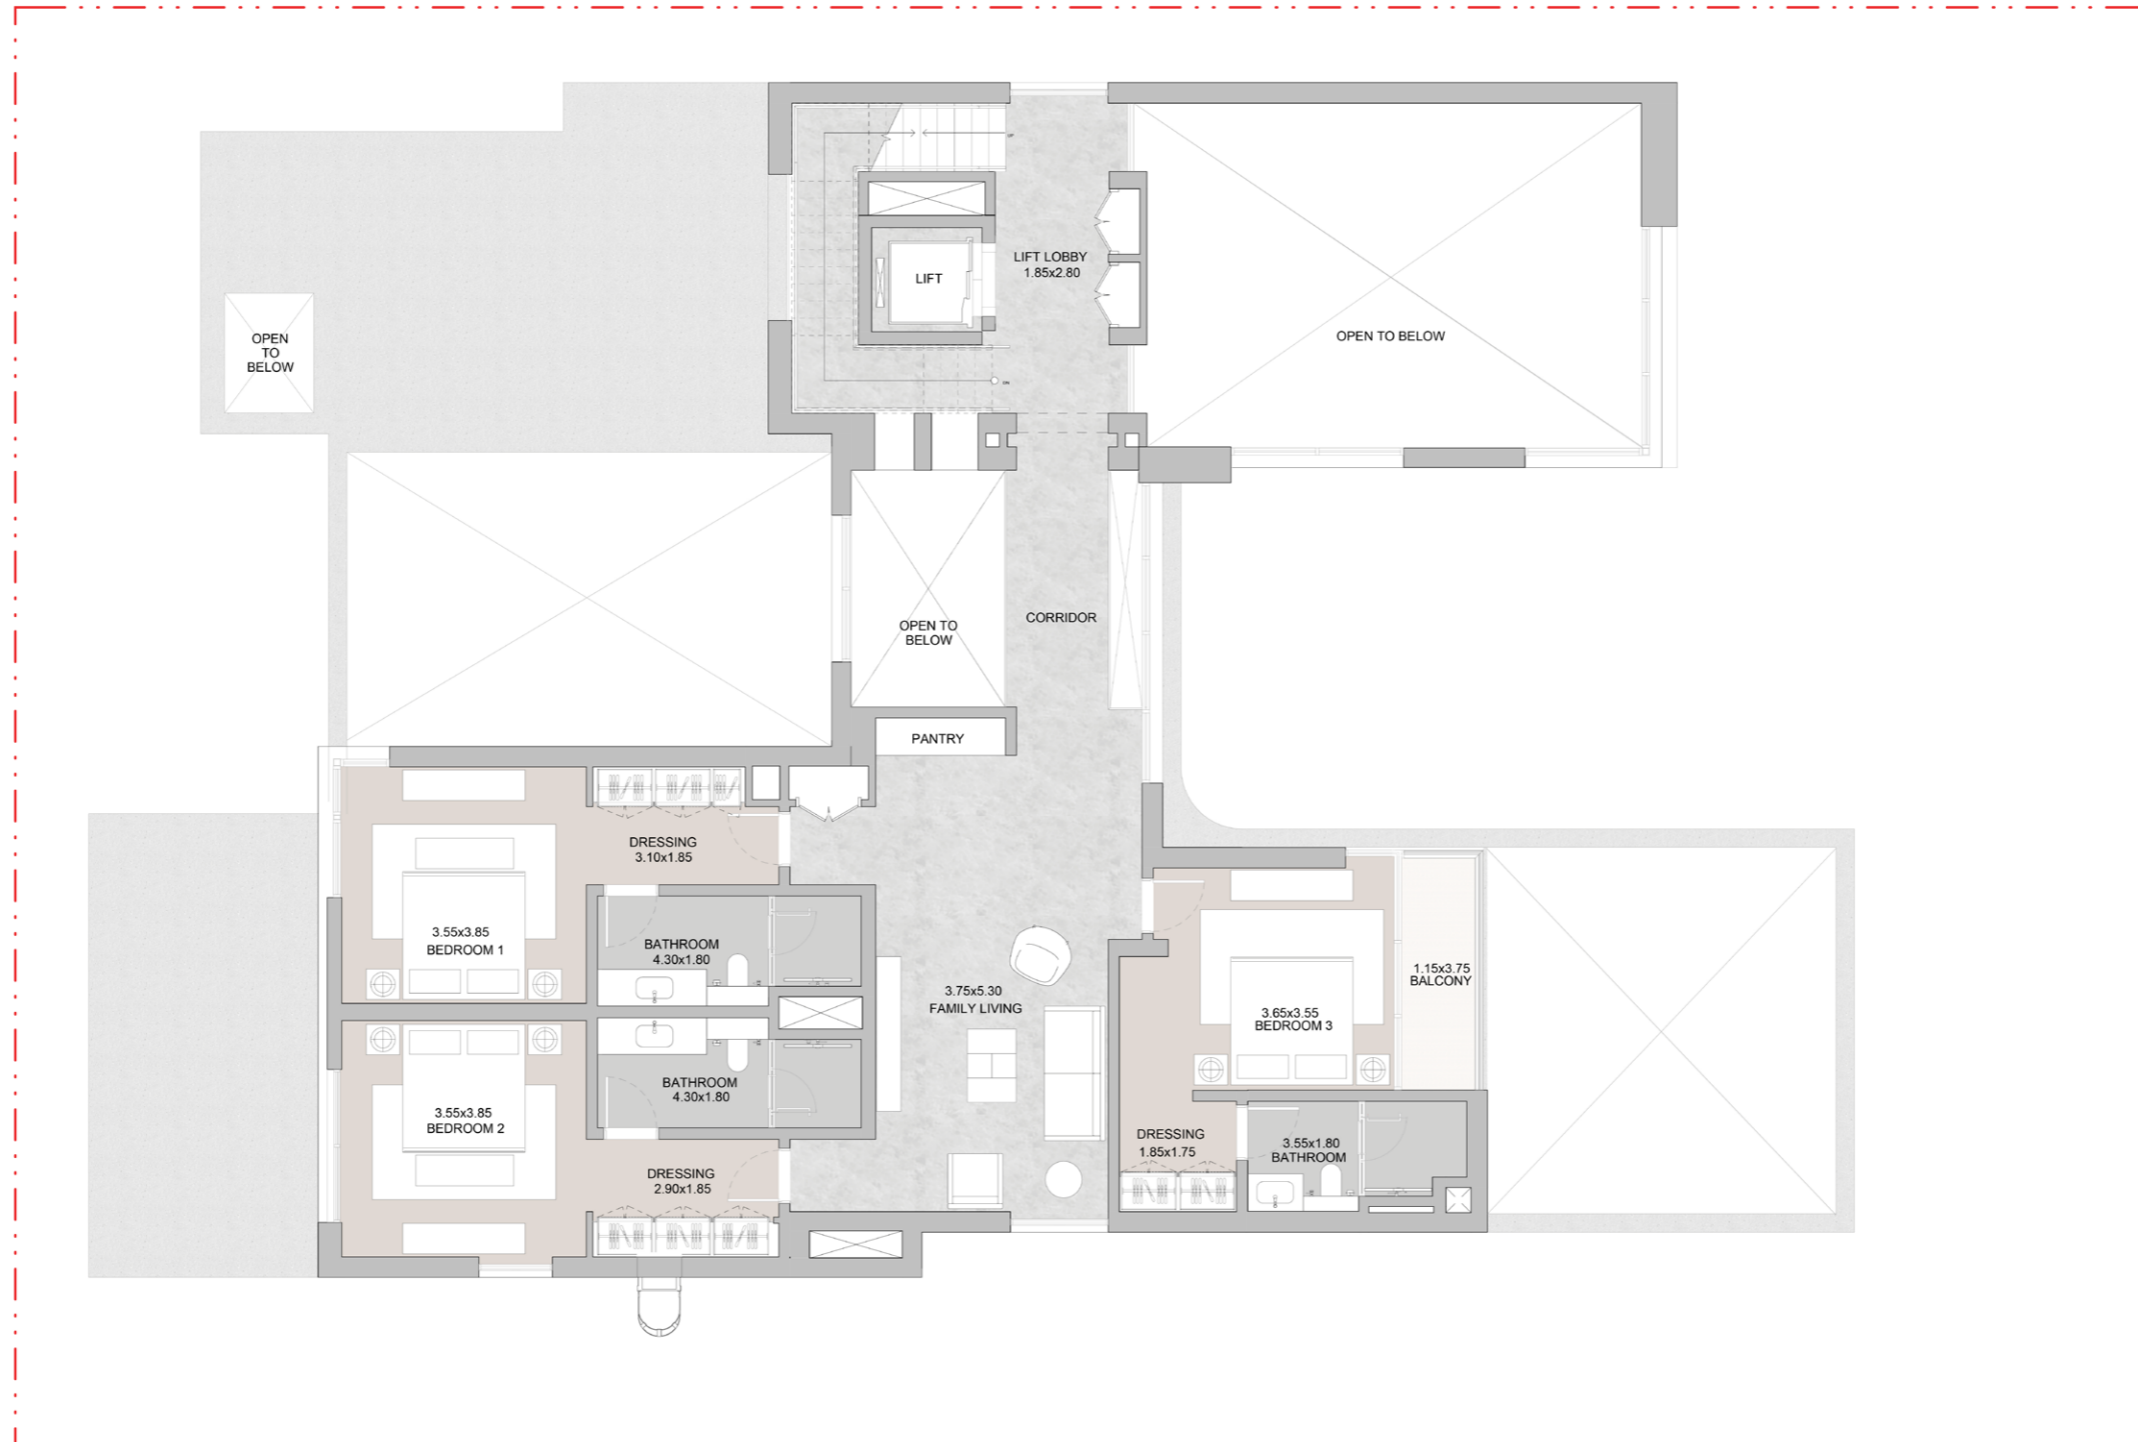 UP
LIFT LOBBY
1.85x2.80
LIFT
OPEN
TO
BELOW
OPEN TO BELOW
DN
OPEN TO
BELOW
CORRIDOR
PANTRY
DRESSING
3.10x1.85
3.55x3.85
BEDROOM 1
BATHROOM
4.30x1.80
3.75x5.30
FAMILY LIVING
1.15x3.75
BALCONY
3.65x3.55
BEDROOM 3
BATHROOM
4.30x1.80
3.55x3.85
BEDROOM 2
DRESSING
2.90x1.85
DRESSING
1.85x1.75
3.55x1.80
BATHROOM